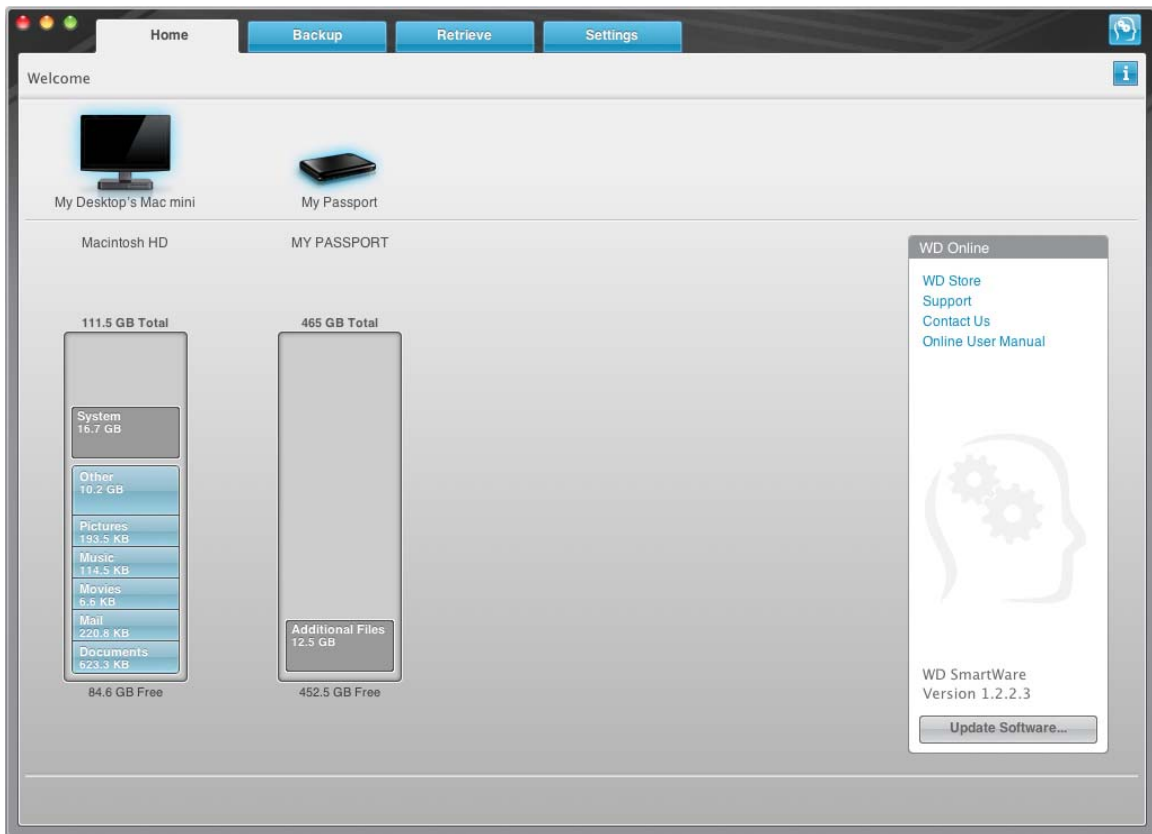 Home
Backup
Retrieve
Settings
Welcome
i
My Desktop's Mac mini
My Passport
Macintosh HD
MY PASSPORT
111.5 GB Total
465 GB Total
System
16.7 GB
Other
10.2 GB
Pictures
193.5 KB
Music
114.5 KB
Movies
6.6 KB
Mail
220.8 KB
Documents
623.3 KB
84.6 GB Free
Additional Files
12.5 GB
452.5 GB Free
WD Online
WD Store
Support
Contact Us
Online User Manual
WD SmartWare
Version 1.2.2.3
Update Software...